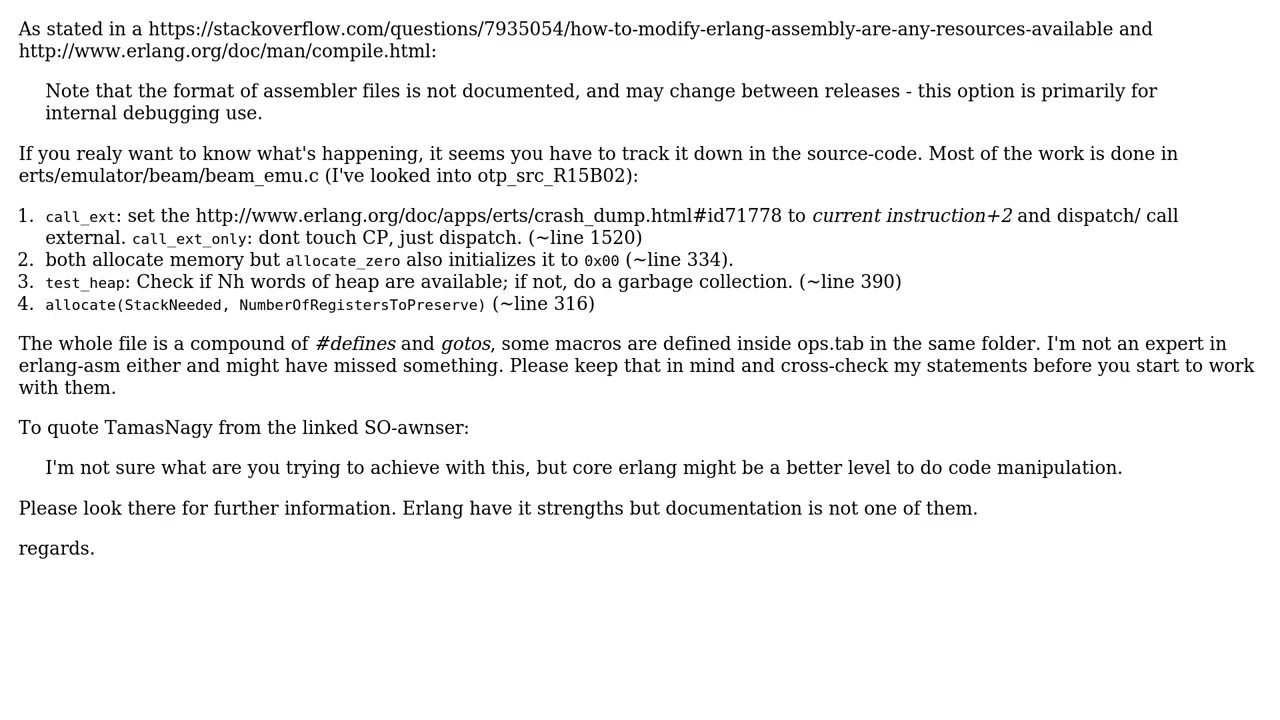 As stated in a https://stackoverflow.com/questions/7935054/how-to-modify-erlang-assembly-are-any-resources-available and
http://www.erlang.org/doc/man/compile.html:
Note that the format of assembler files is not documented, and may change between releases - this option is primarily for
internal debugging use.
If you realy want to know what's happening, it seems you have to track it down in the source-code. Most of the work is done in
erts/emulator/beam/beam_emu.c (I've looked into otp_src_R15B02):
1. call_ext: set the http://www.erlang.org/doc/apps/erts/crash_dump.html#id71778 to current instruction+2 and dispatch/ call
external. call_ext_only: dont touch CP, just dispatch. (~line 1520)
2. both allocate memory but allocate_zero also initializes it to 0x00 (~line 334).
3. test_heap: Check if Nh words of heap are available; if not, do a garbage collection. (~line 390)
4. allocate(StackNeeded, NumberOfRegistersToPreserve) (~line 316)
The whole file is a compound of #defines and gotos, some macros are defined inside ops.tab in the same folder. I'm not an expert in
erlang-asm either and might have missed something. Please keep that in mind and cross-check my statements before you start to work
with them.
To quote TamasNagy from the linked SO-awnser:
I'm not sure what are you trying to achieve with this, but core erlang might be a better level to do code manipulation.
Please look there for further information. Erlang have it strengths but documentation is not one of them.
regards.